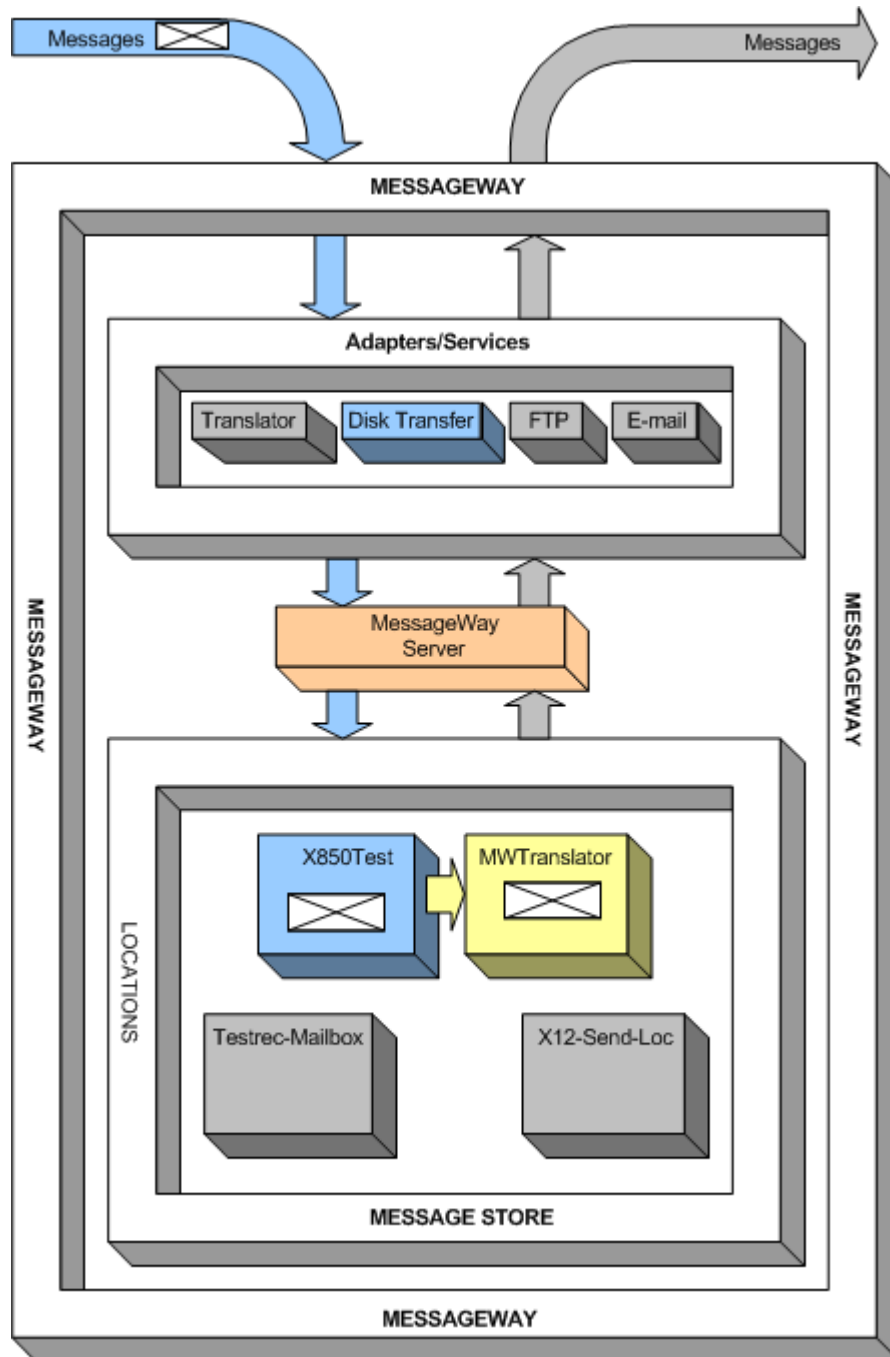 Messages
Messages
MESSAGEWAY
Adapters/Services
Translator
Disk Transfer
FTP
E-mail
MESSAGEWAY
MessageWay
Server
MESSAGEWAY
LOCATIONS
X850Test
MWTranslator
Testrec-Mailbox
X12-Send-Loc
MESSAGE STORE
MESSAGEWAY